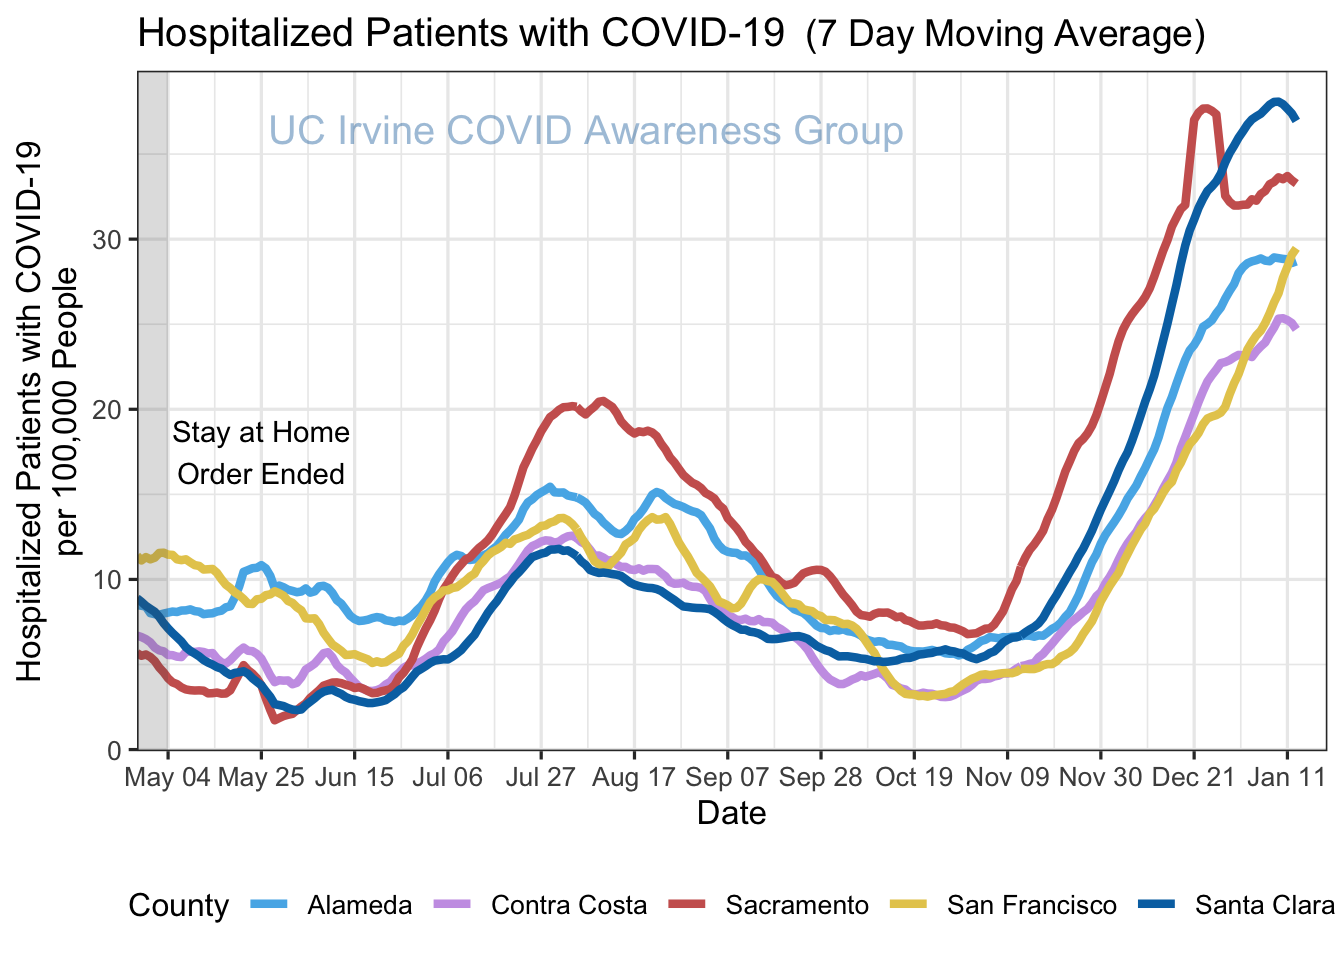 Hospitalized Patients with COVID-19  (7 Day Moving Average)
UC Irvine COVID Awareness Group
Hospitalized Patients with COVID-19
per 100,000 People
30
20
10
0
Stay at Home
Order Ended
May 04 May 25 Jun 15 Jul 06 Jul 27 Aug 17 Sep 07 Sep 28 Oct 19 Nov 09 Nov 30 Dec 21 Jan 11
Date
County Alameda Contra Costa Sacramento San Francisco Santa Clara